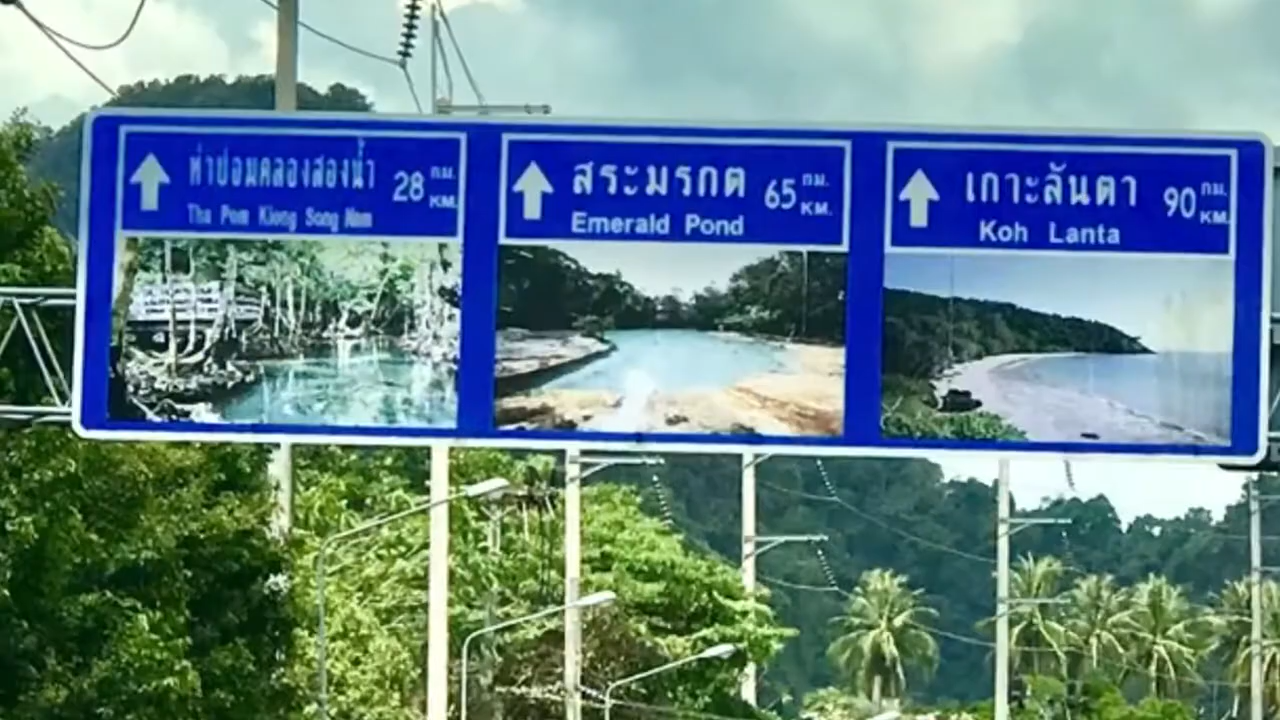 ท่าปอมคลองสองน้ำ
28 กม.
KM.
Tha Pom Klong Song Nam
สระมรกต
65 กม.
KM.
Emerald Pond
เกาะลันตา
90 กม.
KM.
Koh Lanta